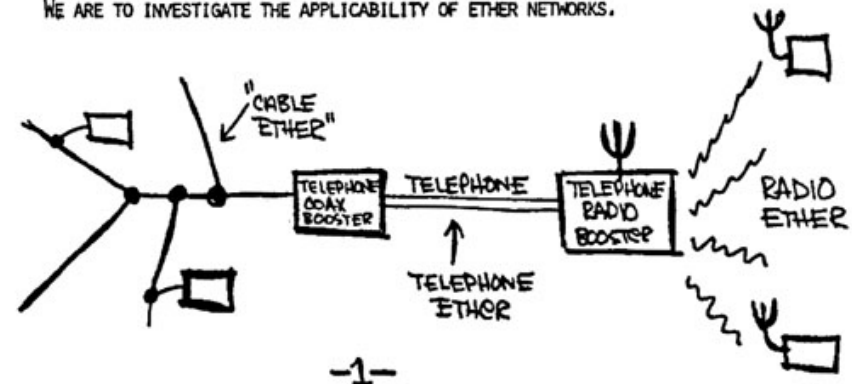 WE ARE TO INVESTIGATE THE APPLICABILITY OF ETHER NETWORKS.
"CABLE
ETHER"
TELEPHONE
COAX
BOOSTER
TELEPHONE
TELEPHONE
ETHER
TELEPHONE
RADIO
BOOSTER
RADIO
ETHER
-1-